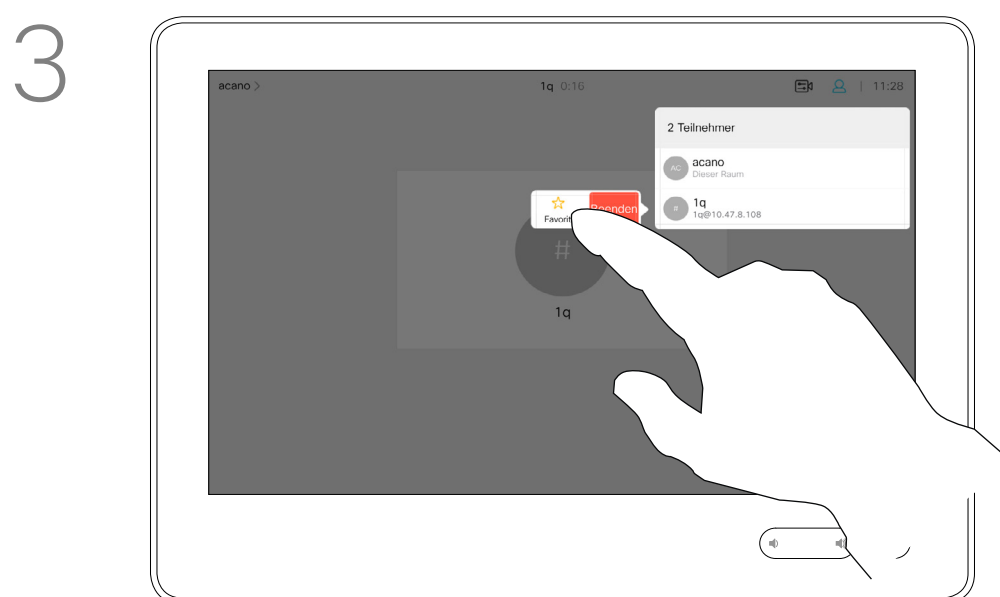 3
acano >
1q 0:16
11:28
2 Teilnehmer
AC
acano
Dieser Raum
#
1q
1q@10.47.8.108
Beenden
#
1q